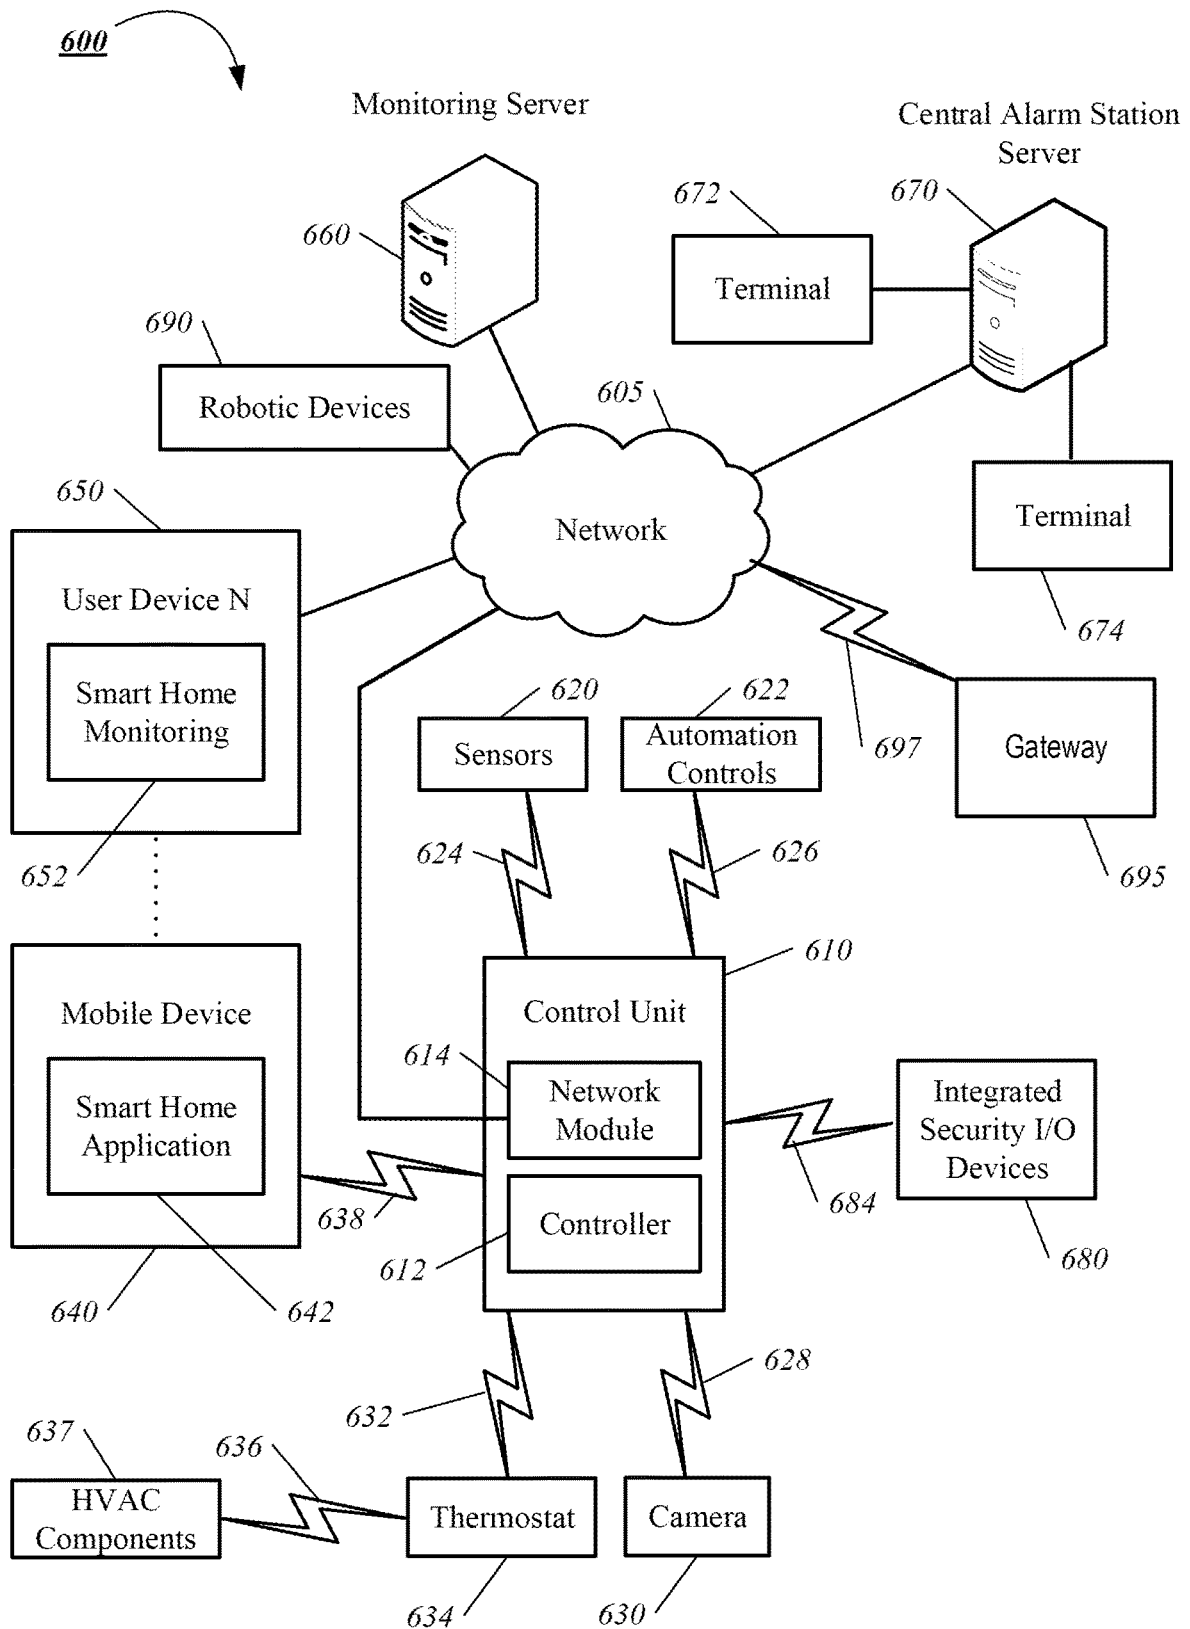 600
Monitoring Server
Central Alarm Station
Server
672
670
660
Terminal
690
Robotic Devices
605
650
Network
Terminal
User Device N
674
Smart Home
Monitoring
620
622
Sensors
Automation
Controls
697
Gateway
652
624
626
695
610
Mobile Device
Control Unit
614
Smart Home
Application
Network
Module
Integrated
Security I/O
Devices
638
684
612
Controller
680
640
642
628
632
637
636
HVAC
Components
Thermostat
Camera
634
630